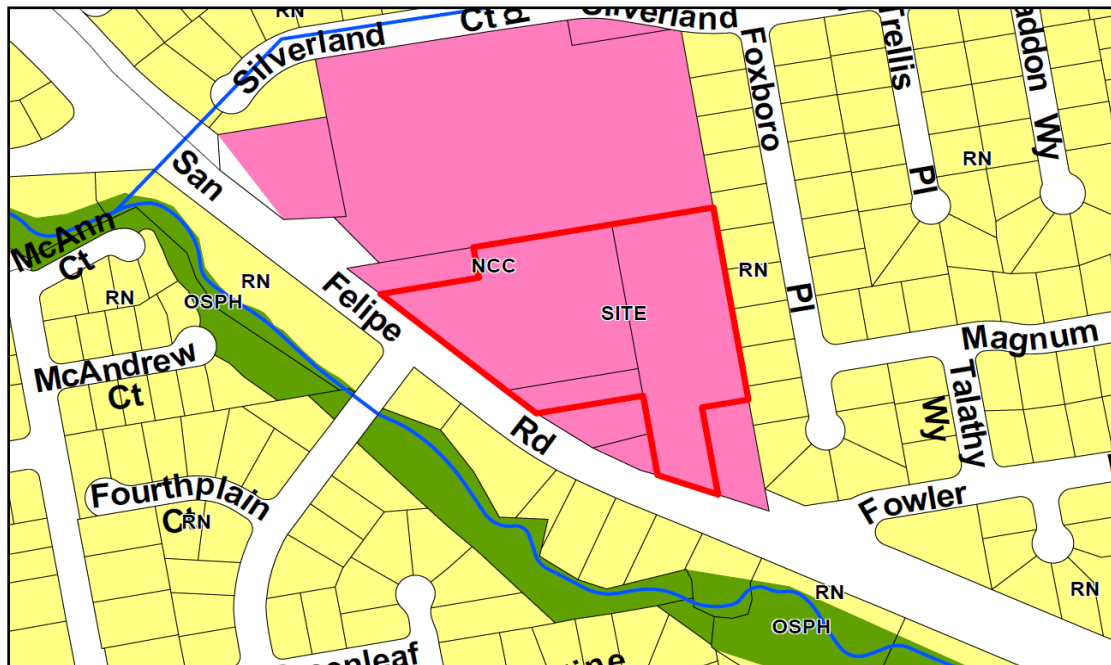 RN
Silverland
Ct
Silverland
Foxboro
Pl
Trellis
Pl
Wy
RN
San
Felipe
Rd
McAnn
Ct
RN
OSPH
RN
NCC
SITE
RN
McAndrew
Ct
Magnum
Talathy
Wy
Fourthplain
Ct
RN
Fowler
RN
RN
OSPH